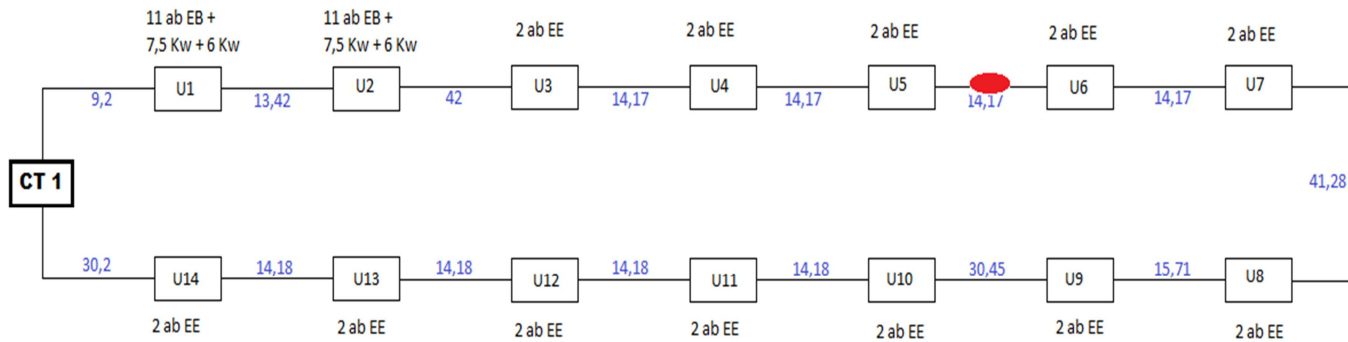 11 ab EB +
7,5 Kw + 6 Kw
11 ab EB +
7,5 Kw + 6 Kw
2 ab EE
2 ab EE
2 ab EE
2 ab EE
2 ab EE
U1
U2
U3
U4
U5
U6
U7
9,2
13,42
42
14,17
14,17
14,17
14,17
CT 1
41,28
30,2
14,18
14,18
14,18
14,18
30,45
15,71
U14
U13
U12
U11
U10
U9
U8
2 ab EE
2 ab EE
2 ab EE
2 ab EE
2 ab EE
2 ab EE
2 ab EE